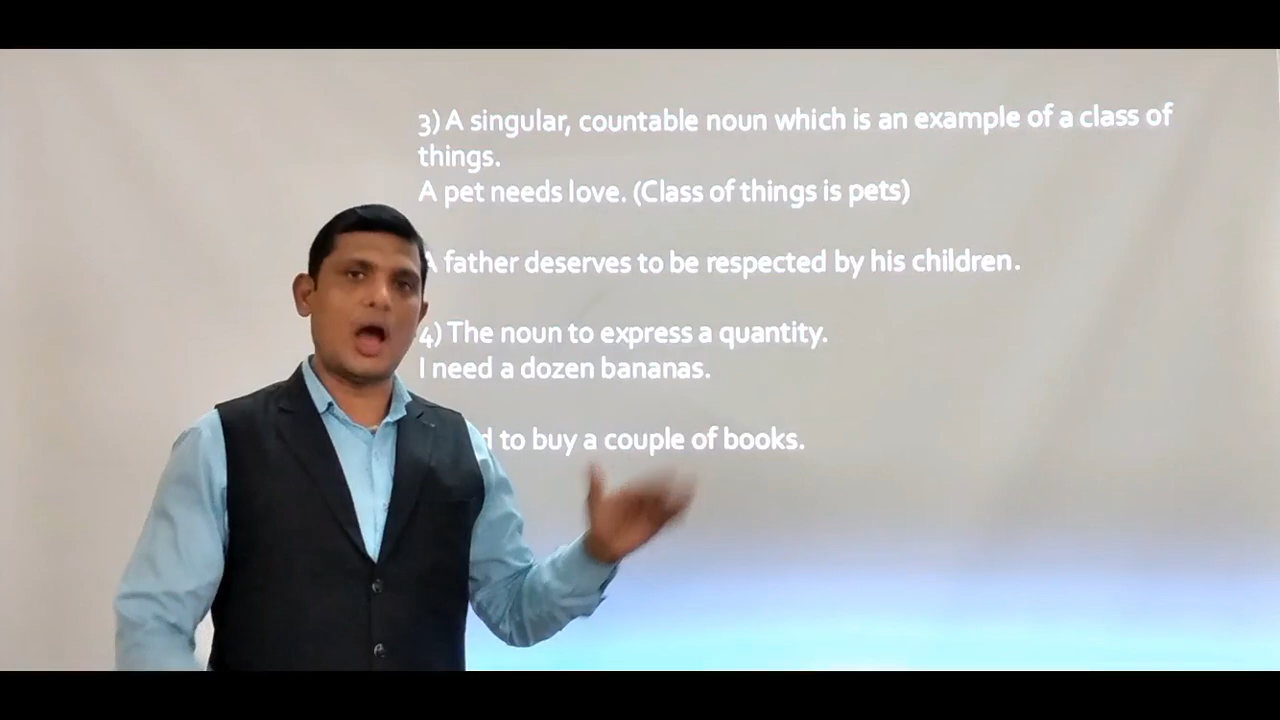 3) A singular, countable noun which is an example of a class of
things.
A pet needs love. (Class of things is pets)
A father deserves to be respected by his children.
4) The noun to express a quantity.
I need a dozen bananas.
to buy a couple of books.